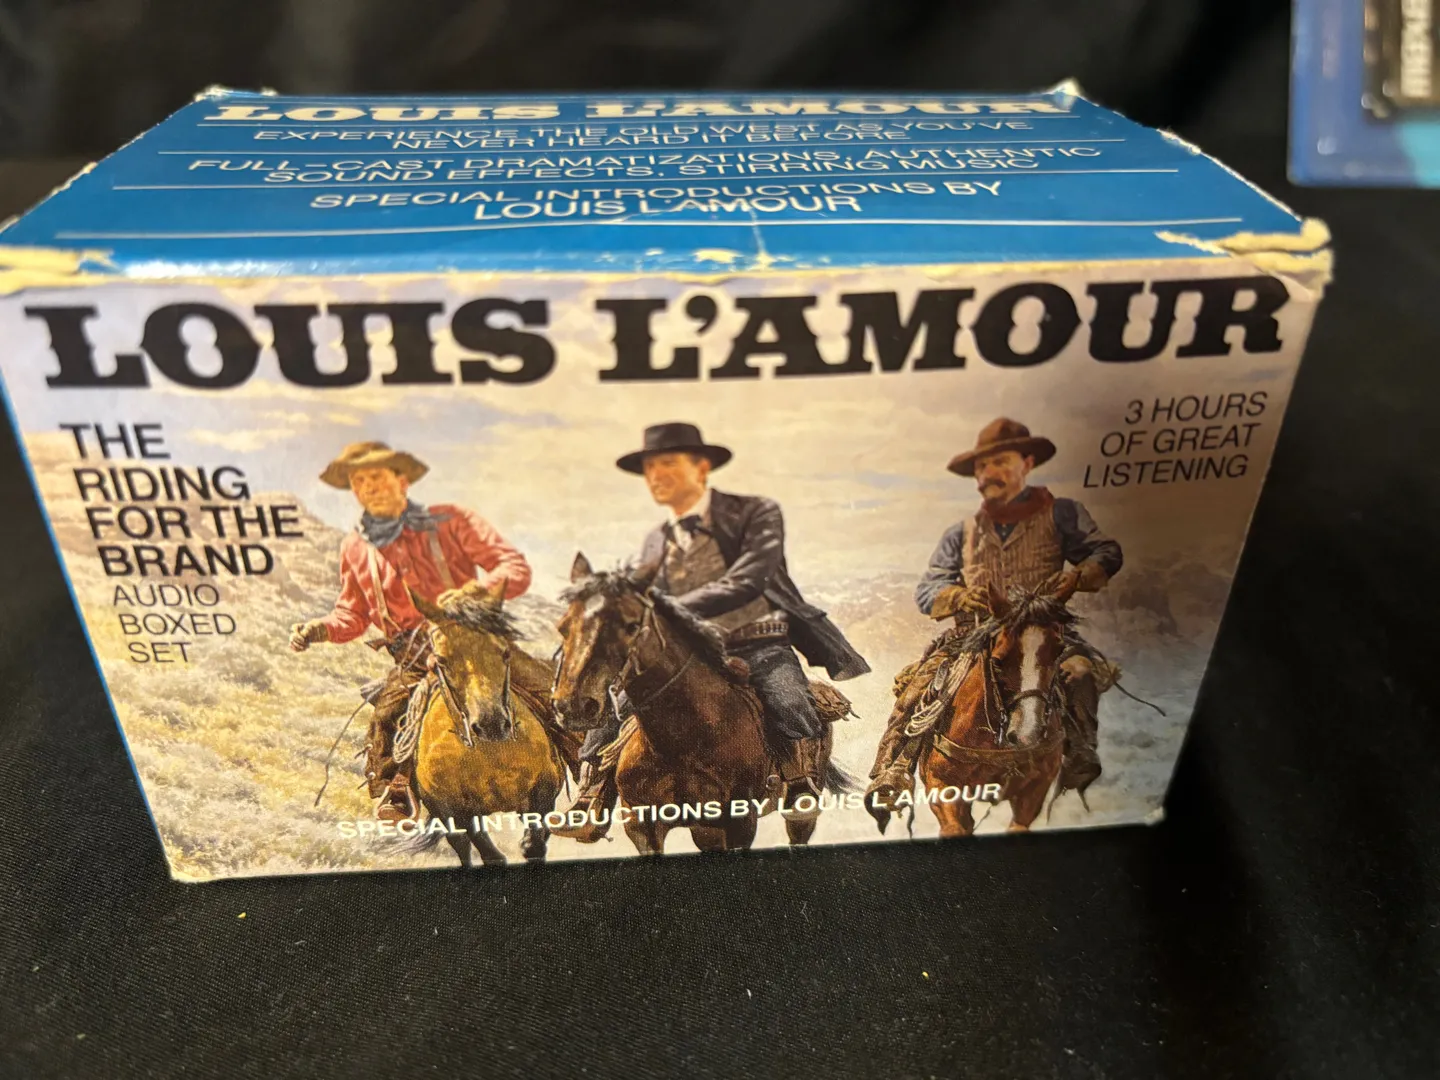 LOUIS L'AMOUR
EXPERIENCE THE OLD WEST AS YOU'VE
NEVER HEARD IT BEFORE
FULL-CAST DRAMATIZATIONS, AUTHENTIC
SOUND EFFECTS, STIRRING MUSIC
SPECIAL INTRODUCTIONS BY
LOUIS L'AMOUR
LOUIS L'AMOUR
THE
RIDING
FOR THE
BRAND
AUDIO
BOXED
SET
3 HOURS
OF GREAT
LISTENING
SPECIAL INTRODUCTIONS BY LOUIS L'AMOUR